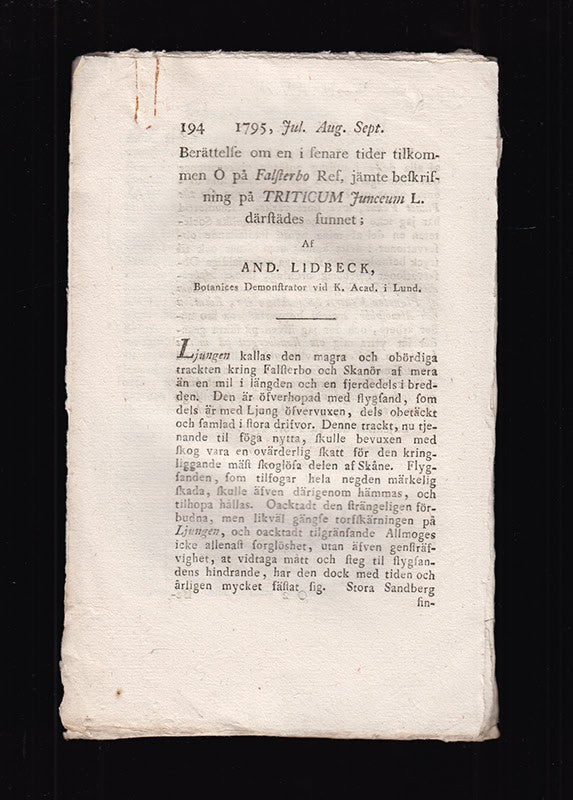 194 1795, Jul. Aug. Sept.
Berättelſe om en i ſenare tider tilkom-
men Ö på Falſterbo Ref, jämte beſkrif-
ning på TRITICUM Junceum L.
därſtädes funnet;
Af
AND. LIDBECK,
Botanices Demonſtrator vid K. Acad. i Lund.
Ljungen kallas den magra och obördiga
trackten kring Falſterbo och Skanör af mera
än en mil i längden och en fjerdedels i bred-
den. Den är öfverhopad med flygſand, ſom
dels är med Ljung öfvervuxen, dels obetäckt
och ſamlad i ſtora drifvor. Denne trackt, nu tje-
nande til föga nytta, ſkulle bevuxen med
ſkog vara en ovärderlig ſkatt för den kring-
liggande mäſt ſkoglöſa delen af Skåne. Flyg-
ſanden, ſom tilfogar hela negden märkelig
ſkada, ſkulle äfven därigenom hämmas, och
tilhopa hållas. Oacktadt den ſträngeligen för-
budna, men likväl gängſe torfſkärningen på
Ljungen, och oacktadt tilgränſande Allmoges
icke allenaſt ſorglöshet, utan äfven genſträf-
vighet, at vidtaga mått och ſteg til flygſan-
dens hindrande, har den dock med tiden och
årligen mycket fäſtat ſig. Stora Sandberg
ſin-